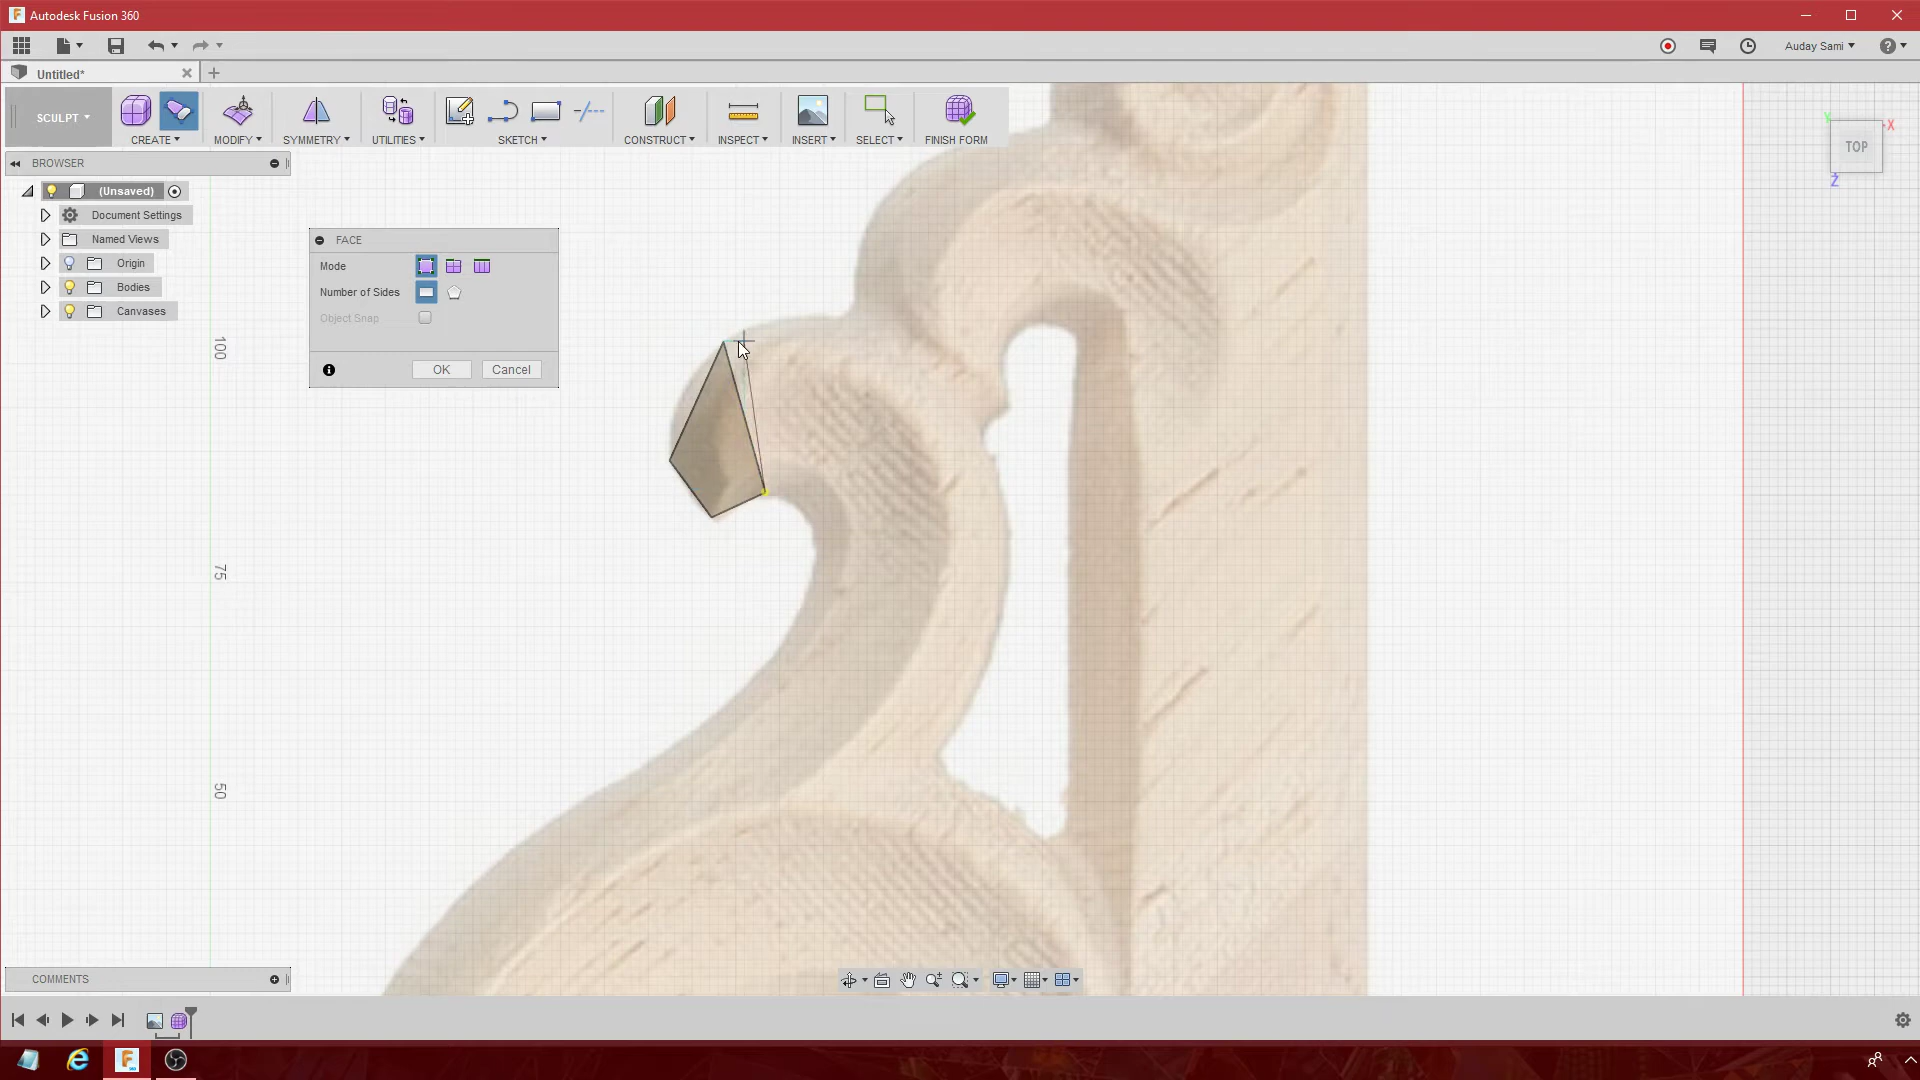 Autodesk Fusion 360
Auday Sami
Untitled*
SCULPT
CREATE
MODIFY
SYMMETRY
UTILITIES
SKETCH
CONSTRUCT
INSPECT
INSERT
SELECT
FINISH FORM
BROWSER
(Unsaved)
Document Settings
Named Views
Origin
Bodies
Canvases
FACE
Mode
Number of Sides
Object Snap
OK
Cancel
Y
X
TOP
Z
100
75
50
COMMENTS